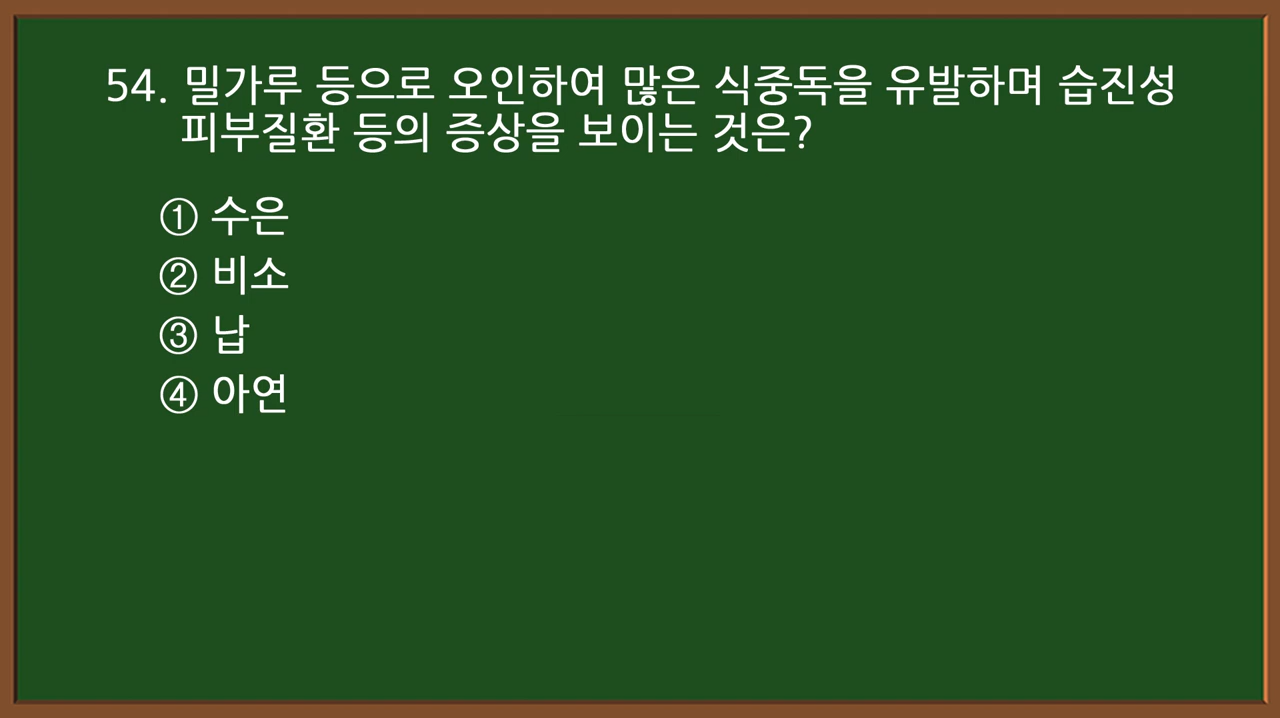 54. 밀가루 등으로 오인하여 많은 식중독을 유발하며 습진성
피부질환 등의 증상을 보이는 것은?
① 수은
② 비소
③ 납
④ 아연